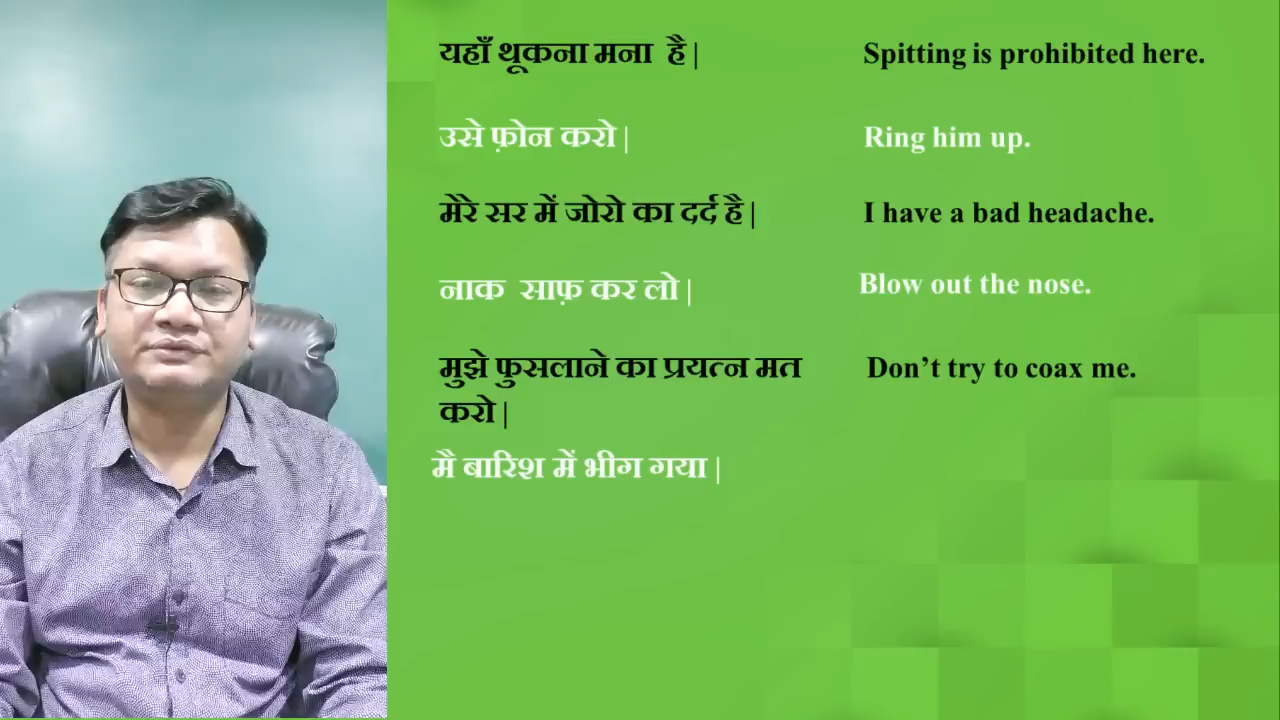 यहाँ थूकना मना है | Spitting is prohibited here.
उसे फ़ोन करो | Ring him up.
मेरे सर में जोरो का दर्द है | I have a bad headache.
नाक साफ़ कर लो | Blow out the nose.
मुझे फुसलाने का प्रयत्न मत Don’t try to coax me.
करो |
मै बारिश में भीग गया |